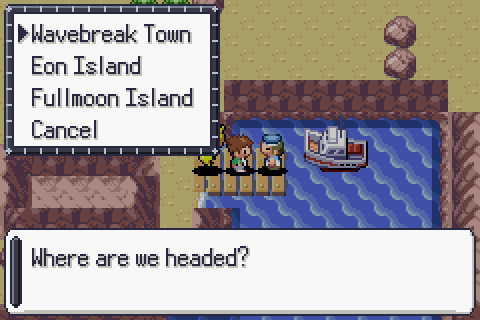 Wavebreak Town
Eon Island
Fullmoon Island
Cancel
Where are we headed?